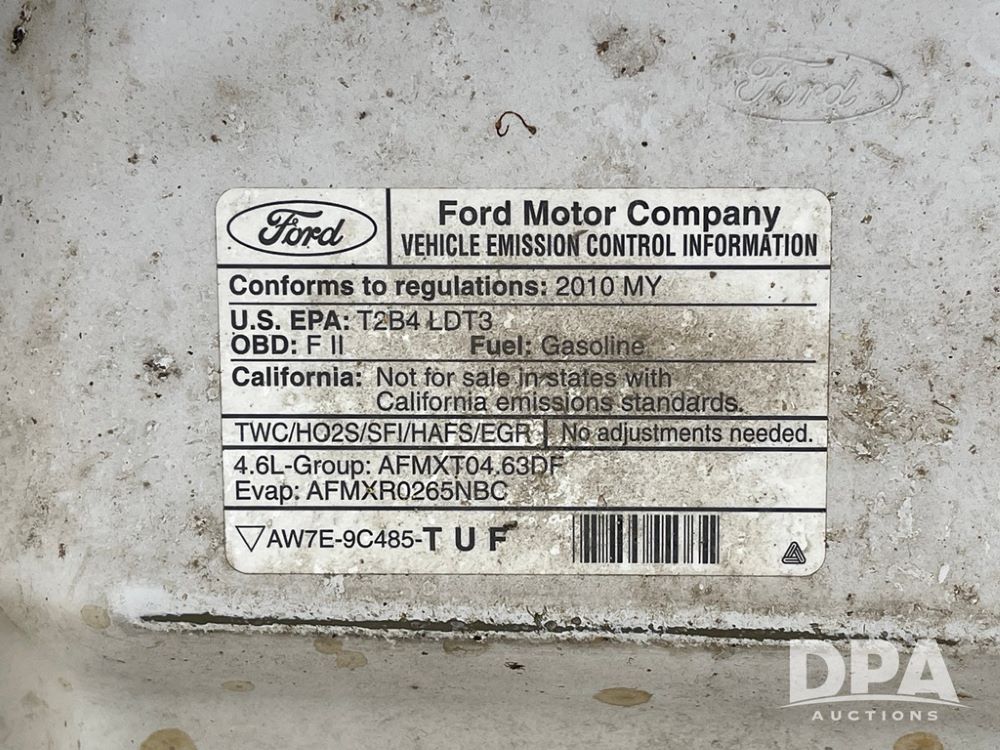 Ford
Ford
Ford Motor Company
VEHICLE EMISSION CONTROL INFORMATION
Conforms to regulations: 2010 MY
U.S. EPA: T2B4 LDT3
OBD: F II Fuel: Gasoline
California: Not for sale in states with
California emissions standards.
TWC/HO2S/SFI/HAFS/EGR No adjustments needed.
4.6L-Group: AFMXT04.63DF
Evap: AFMXR0265NBC
AW7E-9C485-T U F
DPA
AUCTIONS